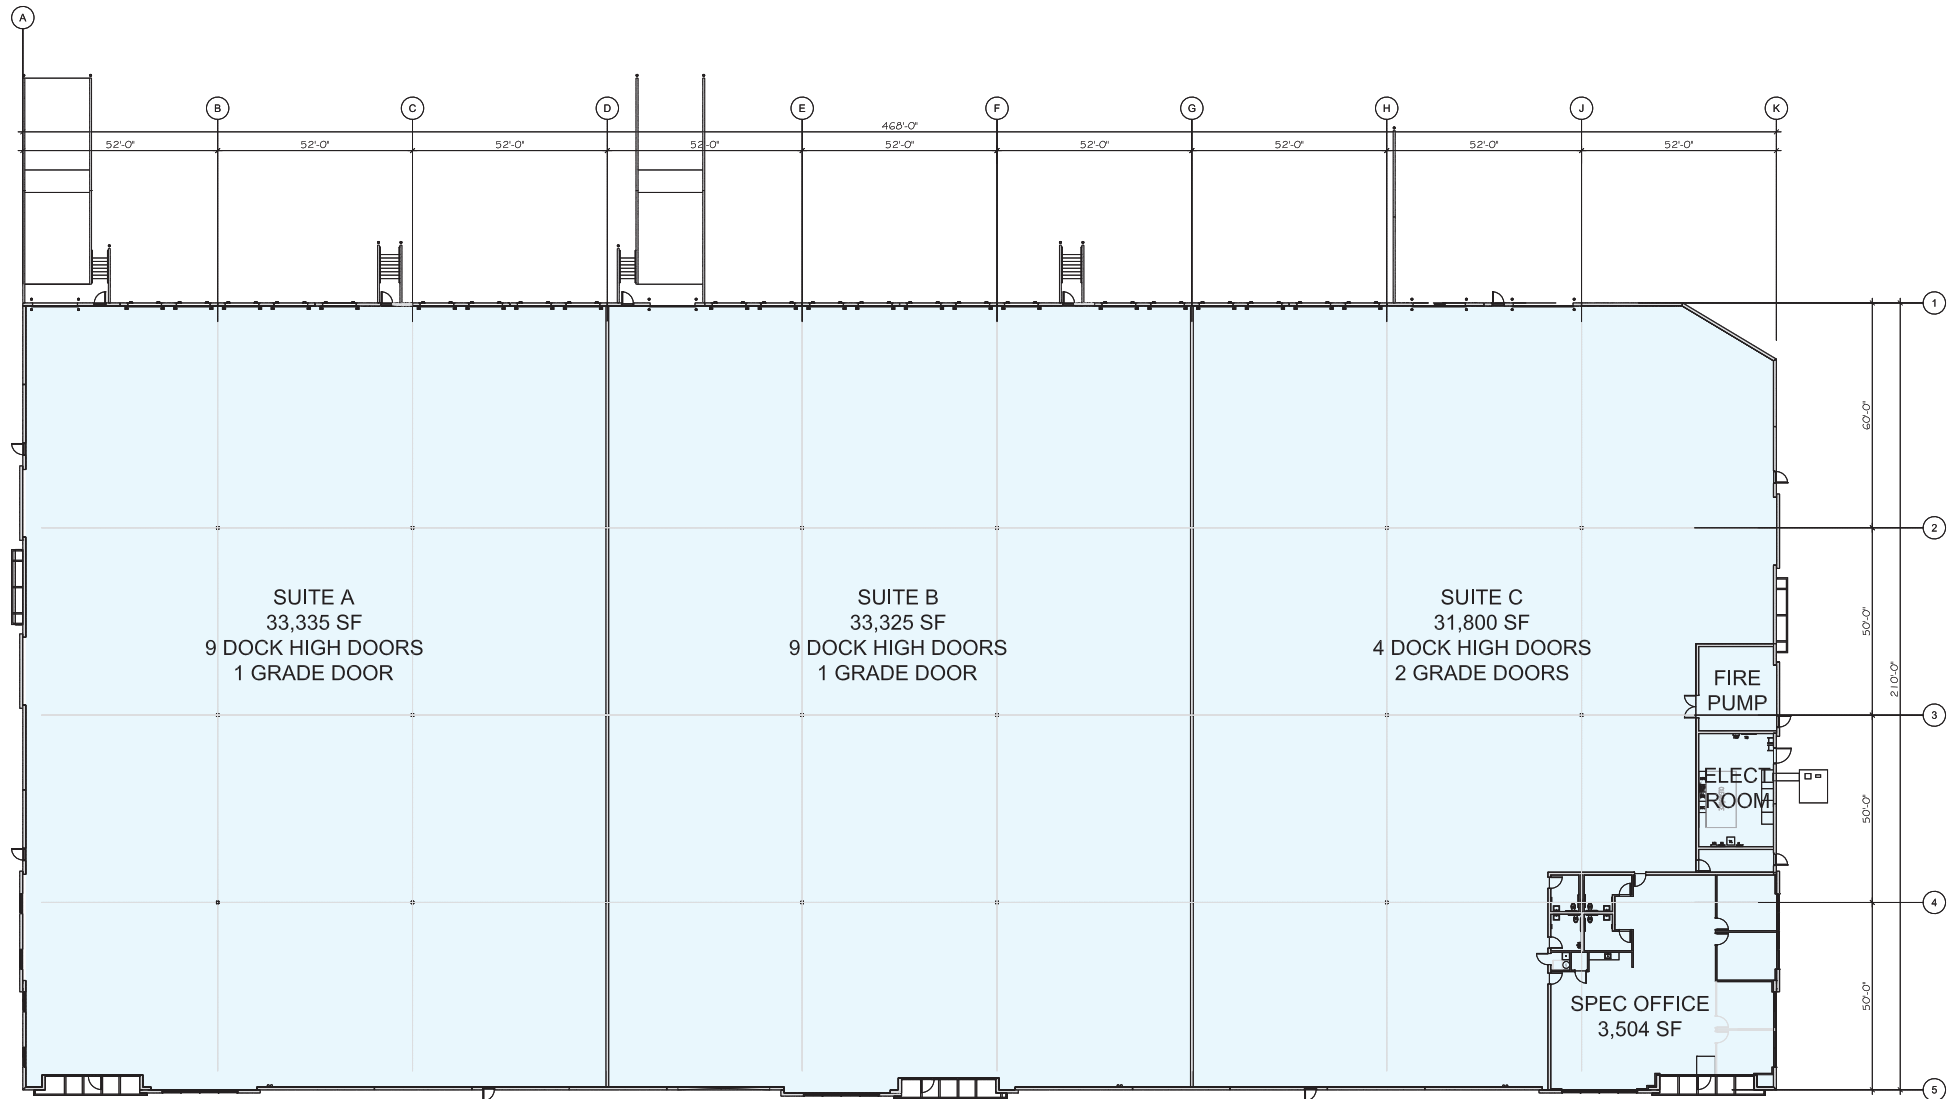 A
B
C
D
E
F
G
H
J
K
468'-0"
52'-0"
52'-0"
52'-0"
52'-0"
52'-0"
52'-0"
52'-0"
52'-0"
52'-0"
1
60'-0"
2
SUITE A
33,335 SF
9 DOCK HIGH DOORS
1 GRADE DOOR
SUITE B
33,325 SF
9 DOCK HIGH DOORS
1 GRADE DOOR
SUITE C
31,800 SF
4 DOCK HIGH DOORS
2 GRADE DOORS
50'-0"
210'-0"
FIRE
PUMP
3
ELECT
ROOM
50'-0"
4
50'-0"
SPEC OFFICE
3,504 SF
5